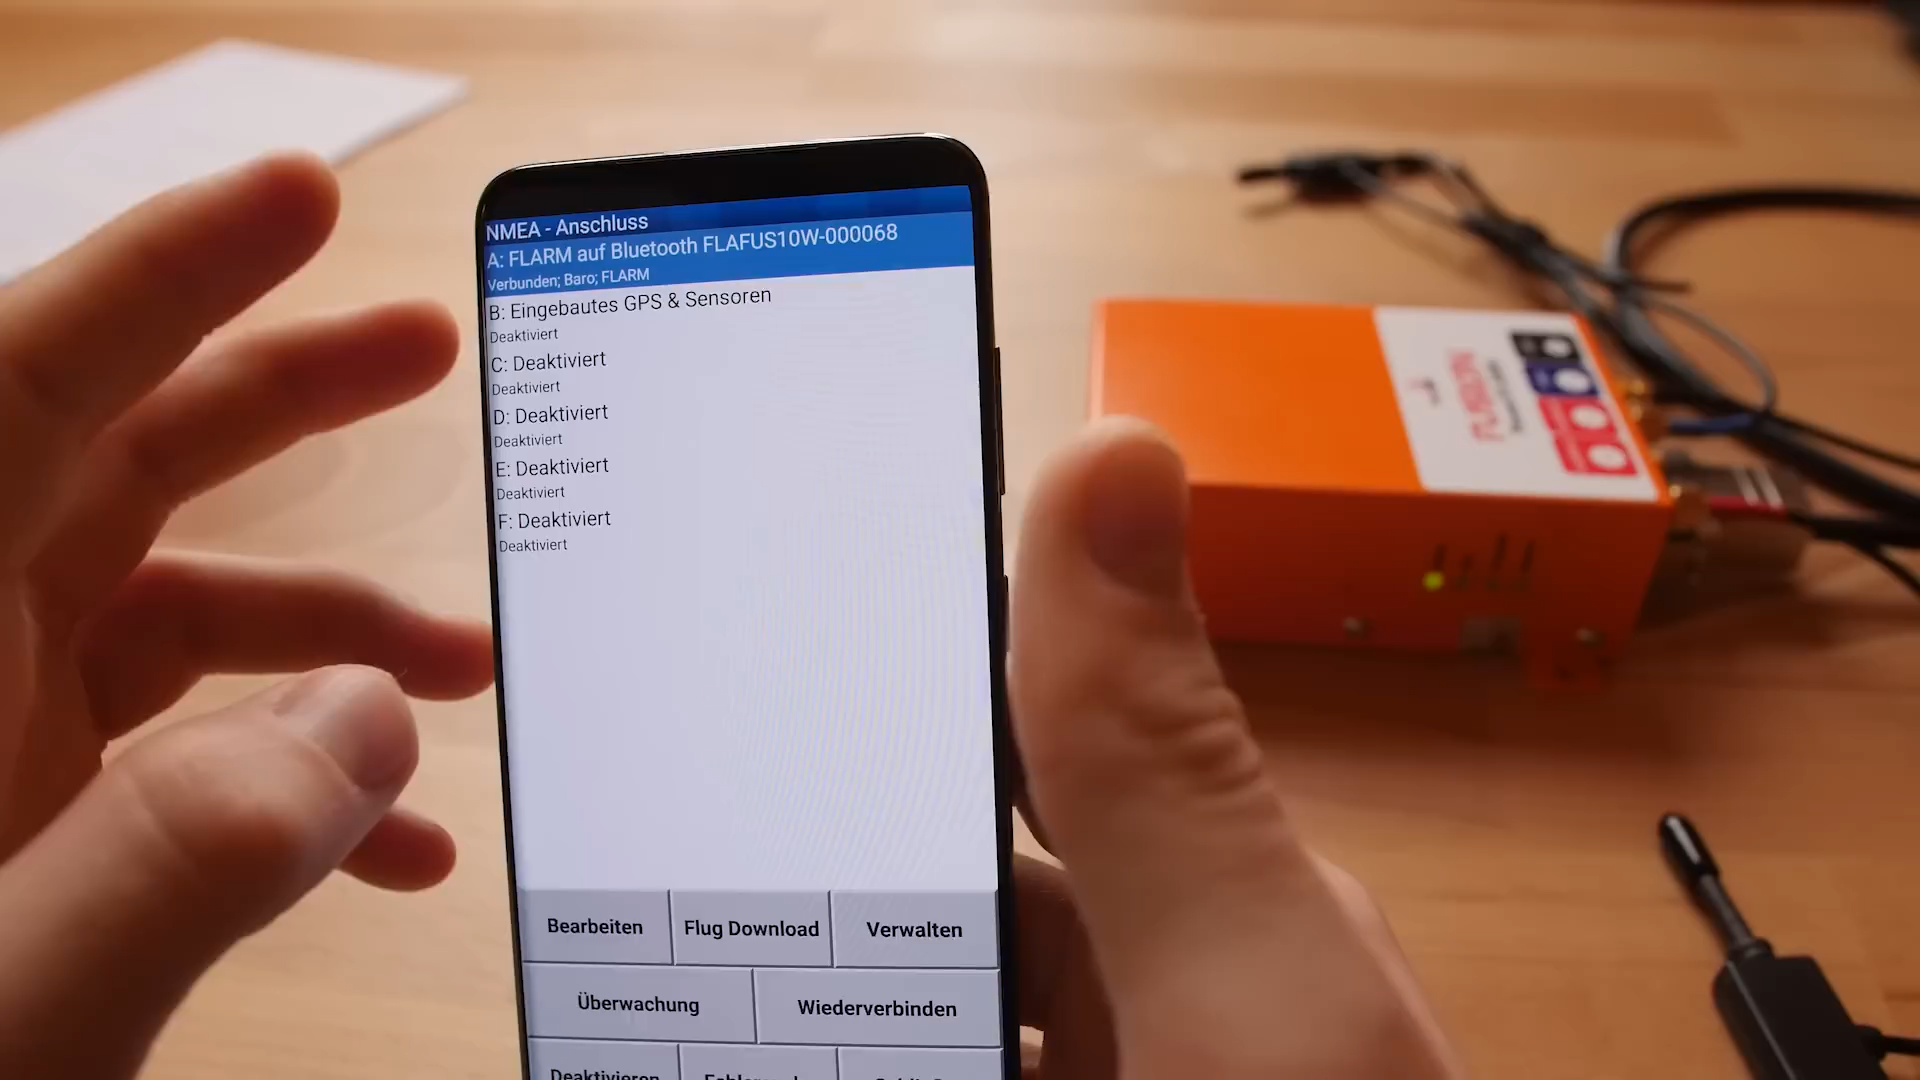 NMEA - Anschluss
A: FLARM auf Bluetooth FLAFUS10W-000068
Verbunden; Baro; FLARM
B: Eingebautes GPS & Sensoren
Deaktiviert
C: Deaktiviert
Deaktiviert
D: Deaktiviert
Deaktiviert
E: Deaktiviert
Deaktiviert
F: Deaktiviert
Deaktiviert
Bearbeiten
Flug Download
Verwalten
Überwachung
Wiederverbinden
Deaktivieren
FUSION